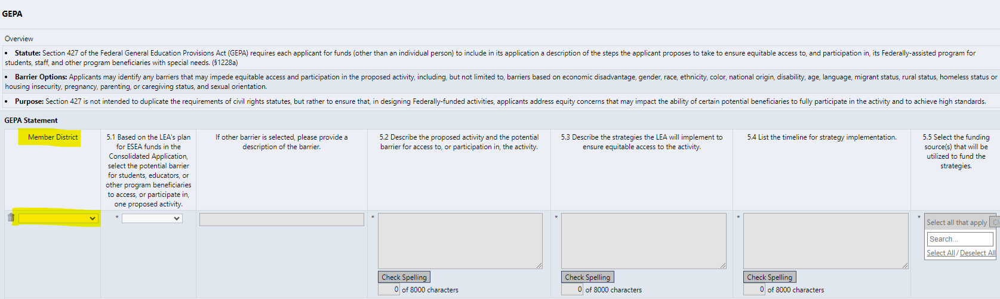 GEPA
Overview
• Statute: Section 427 of the Federal General Education Provisions Act (GEPA) requires each applicant for funds (other than an individual person) to include in its application a description of the steps the applicant proposes to take to ensure equitable access to, and participation in, its Federally-assisted program for
students, staff, and other program beneficiaries with special needs. (§1228a)
• Barrier Options: Applicants may identify any barriers that may impede equitable access and participation in the proposed activity, including, but not limited to, barriers based on economic disadvantage, gender, race, ethnicity, color, national origin, disability, age, language, migrant status, rural status, homeless status or
housing insecurity, pregnancy, parenting, or caregiving status, and sexual orientation.
• Purpose: Section 427 is not intended to duplicate the requirements of civil rights statutes, but rather to ensure that, in designing Federally-funded activities, applicants address equity concerns that may impact the ability of certain potential beneficiaries to fully participate in the activity and to achieve high standards.
GEPA Statement
Member District
5.1 Based on the LEA's plan
for ESEA funds in the
Consolidated Application,
select the potential barrier
for students, educators, or
other program beneficiaries
to access, or participate in,
one proposed activity.
If other barrier is selected, please provide a
description of the barrier.
5.2 Describe the proposed activity and the potential
barrier for access to, or participation in, the activity.
5.3 Describe the strategies the LEA will implement to
ensure equitable access to the activity.
5.4 List the timeline for strategy implementation.
5.5 Select the funding
source(s) that will be
utilized to fund the
strategies.
*
*
Check Spelling
0 of 8000 characters
*
Check Spelling
0 of 8000 characters
*
Check Spelling
0 of 8000 characters
*
Select all that apply
Search...
Select All / Deselect All